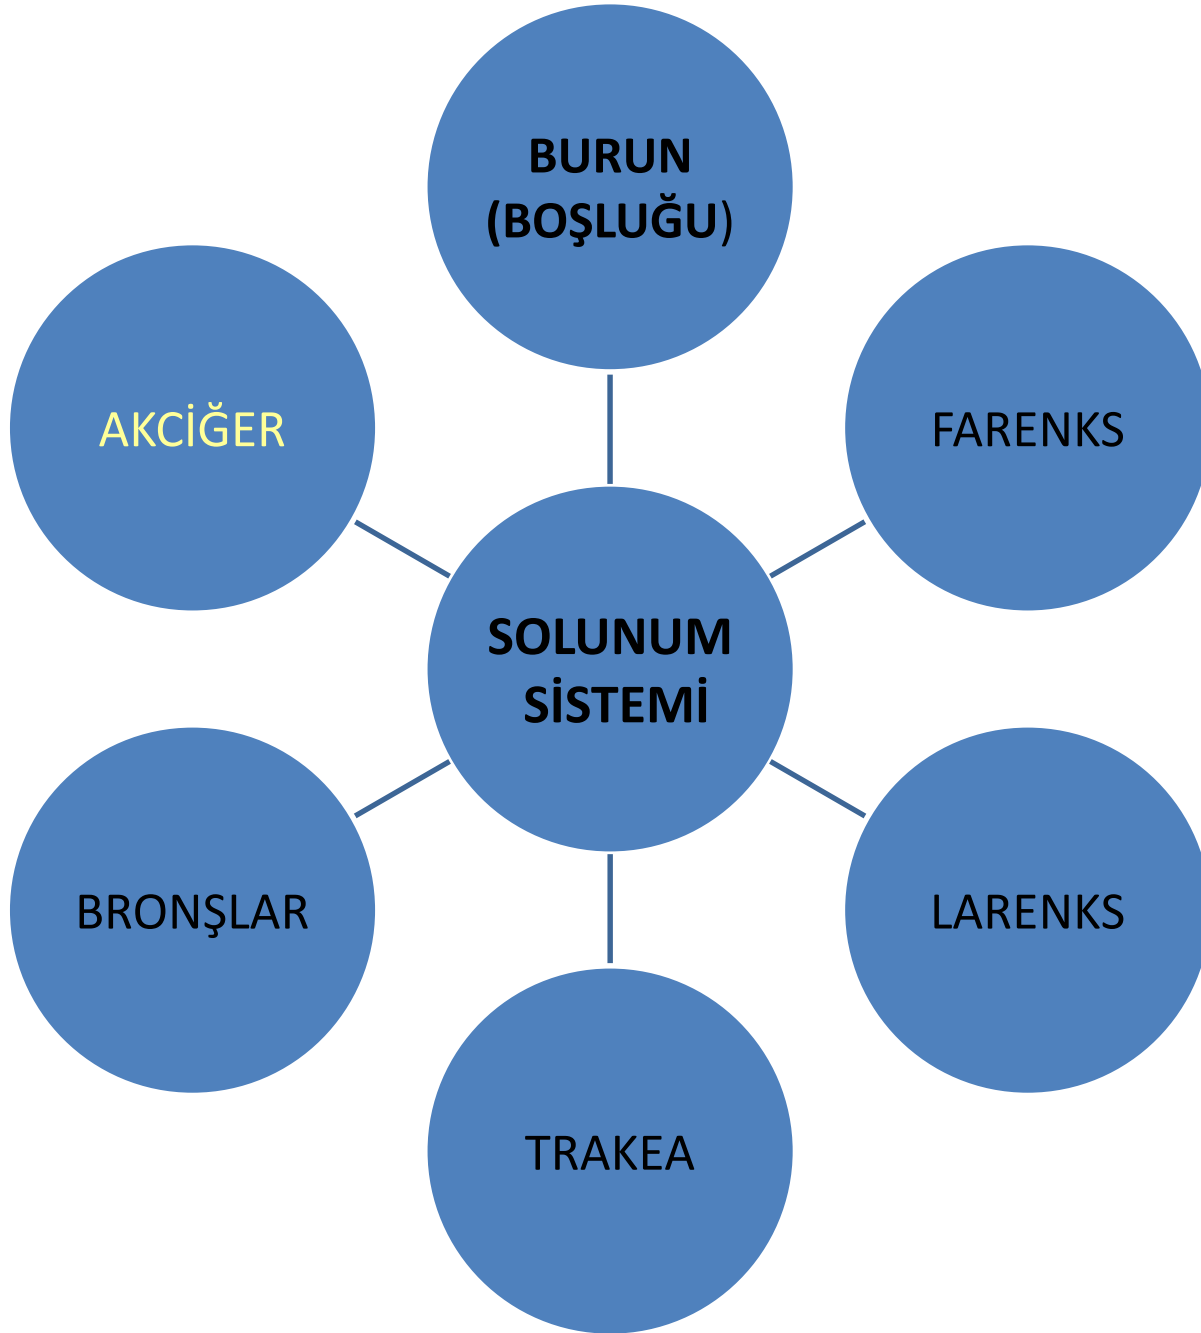 BURUN
(BOŞLUĞU)
AKCİĞER
FARENKS
SOLUNUM
SİSTEMİ
BRONŞLAR
LARENKS
TRAKEA